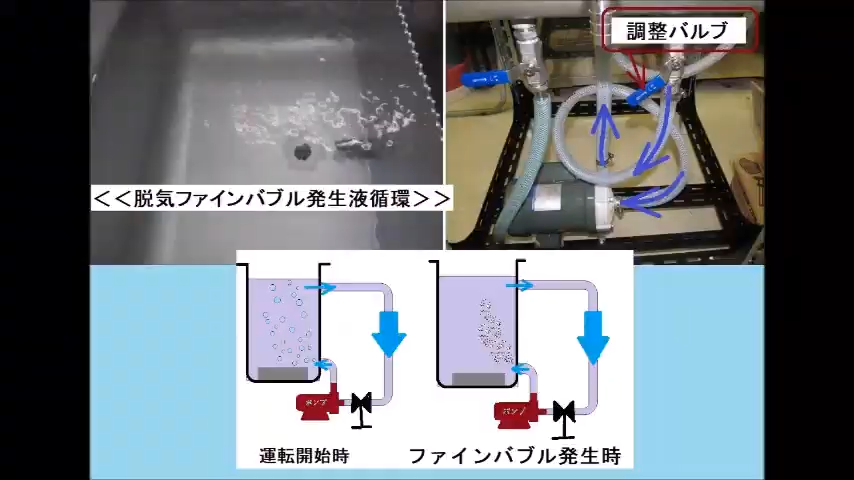 調整バルブ
<<脱気ファインバブル発生液循環>>
ポンプ
ポンプ
運転開始時
ファインバブル発生時